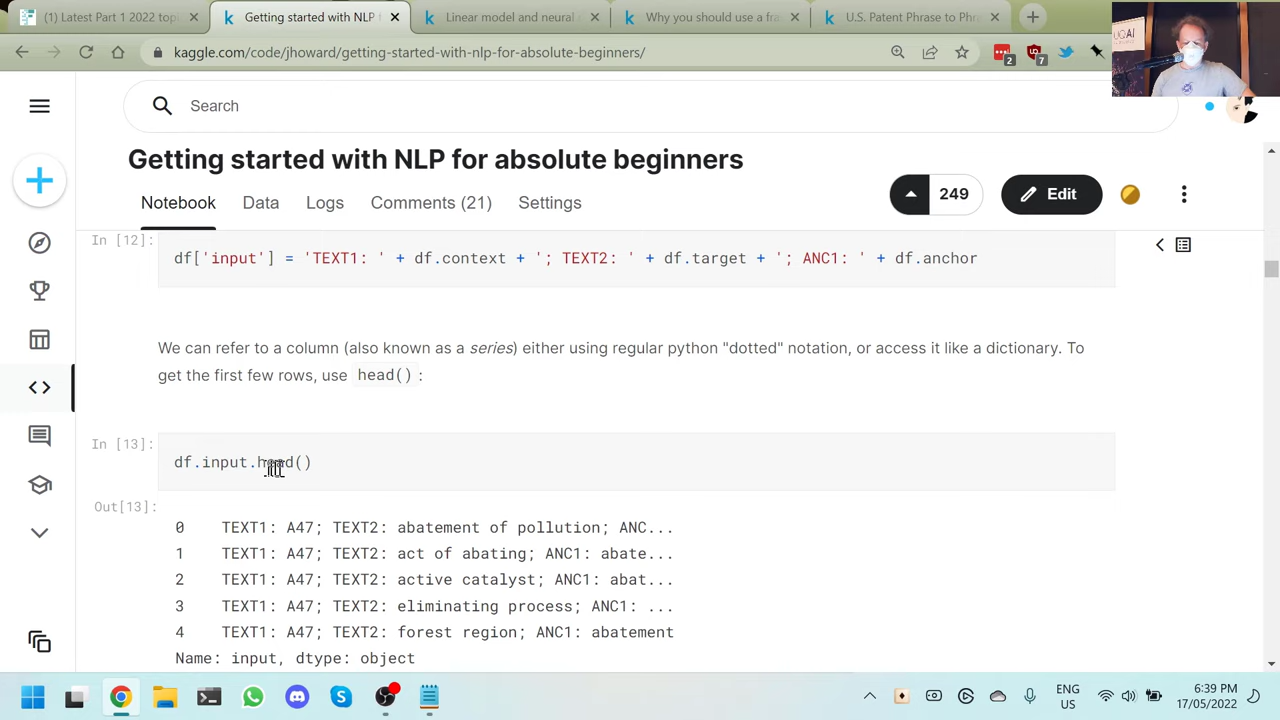 (1) Latest Part 1 2022 top
Getting started with NLP f
Linear model and neural
Why you should use a fra
U.S. Patent Phrase to Phr
kaggle.com/code/jhoward/getting-started-with-nlp-for-absolute-beginners/
2
7
UQAI
Search
Getting started with NLP for absolute beginners
Notebook
Data
Logs
Comments (21)
Settings
249
Edit
In [12]:
df['input'] = 'TEXT1: ' + df.context + '; TEXT2: ' + df.target + '; ANC1: ' + df.anchor
We can refer to a column (also known as a series) either using regular python "dotted" notation, or access it like a dictionary. To
get the first few rows, use head() :
In [13]:
df.input.head()
Out[13]:
0 TEXT1: A47; TEXT2: abatement of pollution; ANC...
1 TEXT1: A47; TEXT2: act of abating; ANC1: abate...
2 TEXT1: A47; TEXT2: active catalyst; ANC1: abat...
3 TEXT1: A47; TEXT2: eliminating process; ANC1: ...
4 TEXT1: A47; TEXT2: forest region; ANC1: abatement
Name: input, dtype: object
ENG
US
6:39 PM
17/05/2022